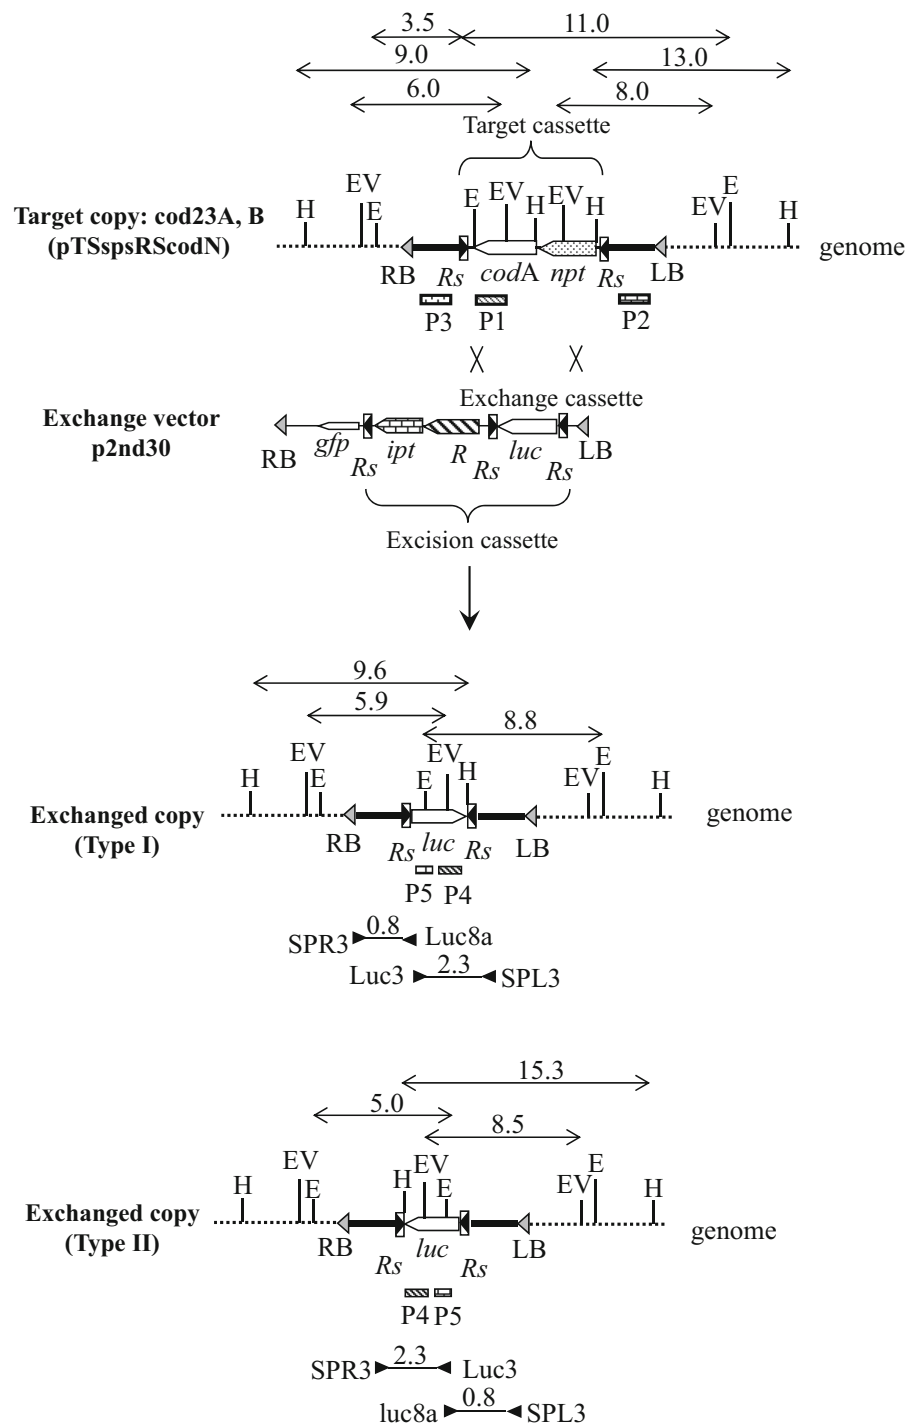 3.5 11.0
9.0 13.0
6.0 8.0
Target cassette
H EV E E EV H EV H EV E H
Target copy: cod23A, B
(pTSspsRScodN)
genome
RB Rs codA npt Rs LB
P3 P1 P2
Exchange cassette
Exchange vector
p2nd30
RB gfp Rs ipt R Rs luc Rs LB
Excision cassette
9.6
5.9 8.8
H EV E E EV H EV E H
Exchanged copy
(Type I)
genome
RB Rs luc Rs LB
P5 P4
SPR3 0.8 Luc8a
Luc3 2.3 SPL3
15.3
5.0 8.5
H EV E H EV E EV E H
Exchanged copy
(Type II)
genome
RB Rs luc Rs LB
P4 P5
SPR3 2.3 Luc3
luc8a 0.8 SPL3